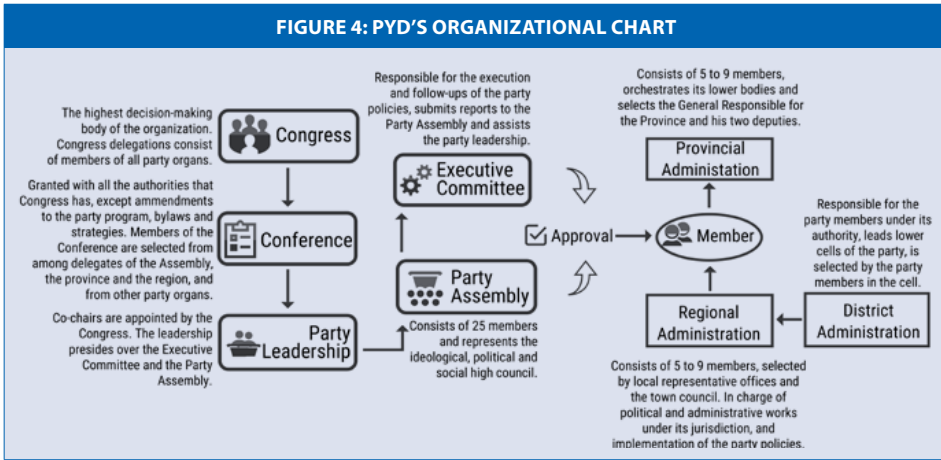 FIGURE 4: PYD'S ORGANIZATIONAL CHART
The highest decision-making
body of the organization.
Congress delegations consist
of members of all party organs.
Congress
Granted with all the authorities that
Congress has, except ammendments
to the party program, bylaws and
strategies. Members of the
Conference are selected from
among delegates of the Assembly,
the province and the region, and
from other party organs.
Conference
Co-chairs are appointed by the
Congress. The leadership
presides over the Executive
Committee and the Party
Assembly.
Party
Leadership
Responsible for the execution
and follow-ups of the party
policies, submits reports to the
Party Assembly and assists
the party leadership.
Executive
Committee
Party
Assembly
Consists of 25 members
and represents the
ideological, political and
social high council.
Approval
Consists of 5 to 9 members,
orchestrates its lower bodies and
selects the General Responsible for
the Province and his two deputies.
Provincial
Administation
Member
Regional
Administration
Consists of 5 to 9 members, selected
by local representative offices and
the town council. In charge of
political and administrative works
under its jurisdiction, and
implementation of the party policies.
Responsible for the
party members under its
authority, leads lower
cells of the party, is
selected by the party
members in the cell.
District
Administration